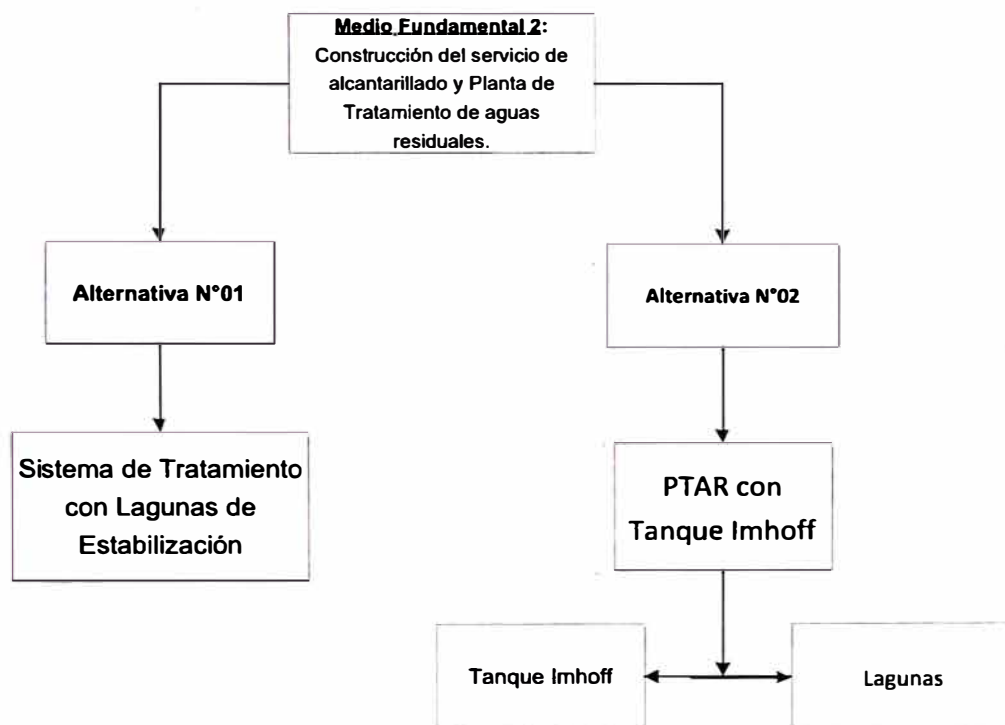 Medio Fundamental 2:
Construcción del servicio de
alcantarillado y Planta de
Tratamiento de aguas
residuales.
Alternativa N°01
Alternativa N°02
Sistema de Tratamiento
con Lagunas de
Estabilización
PTAR con
Tanque Imhoff
Tanque Imhoff
Lagunas